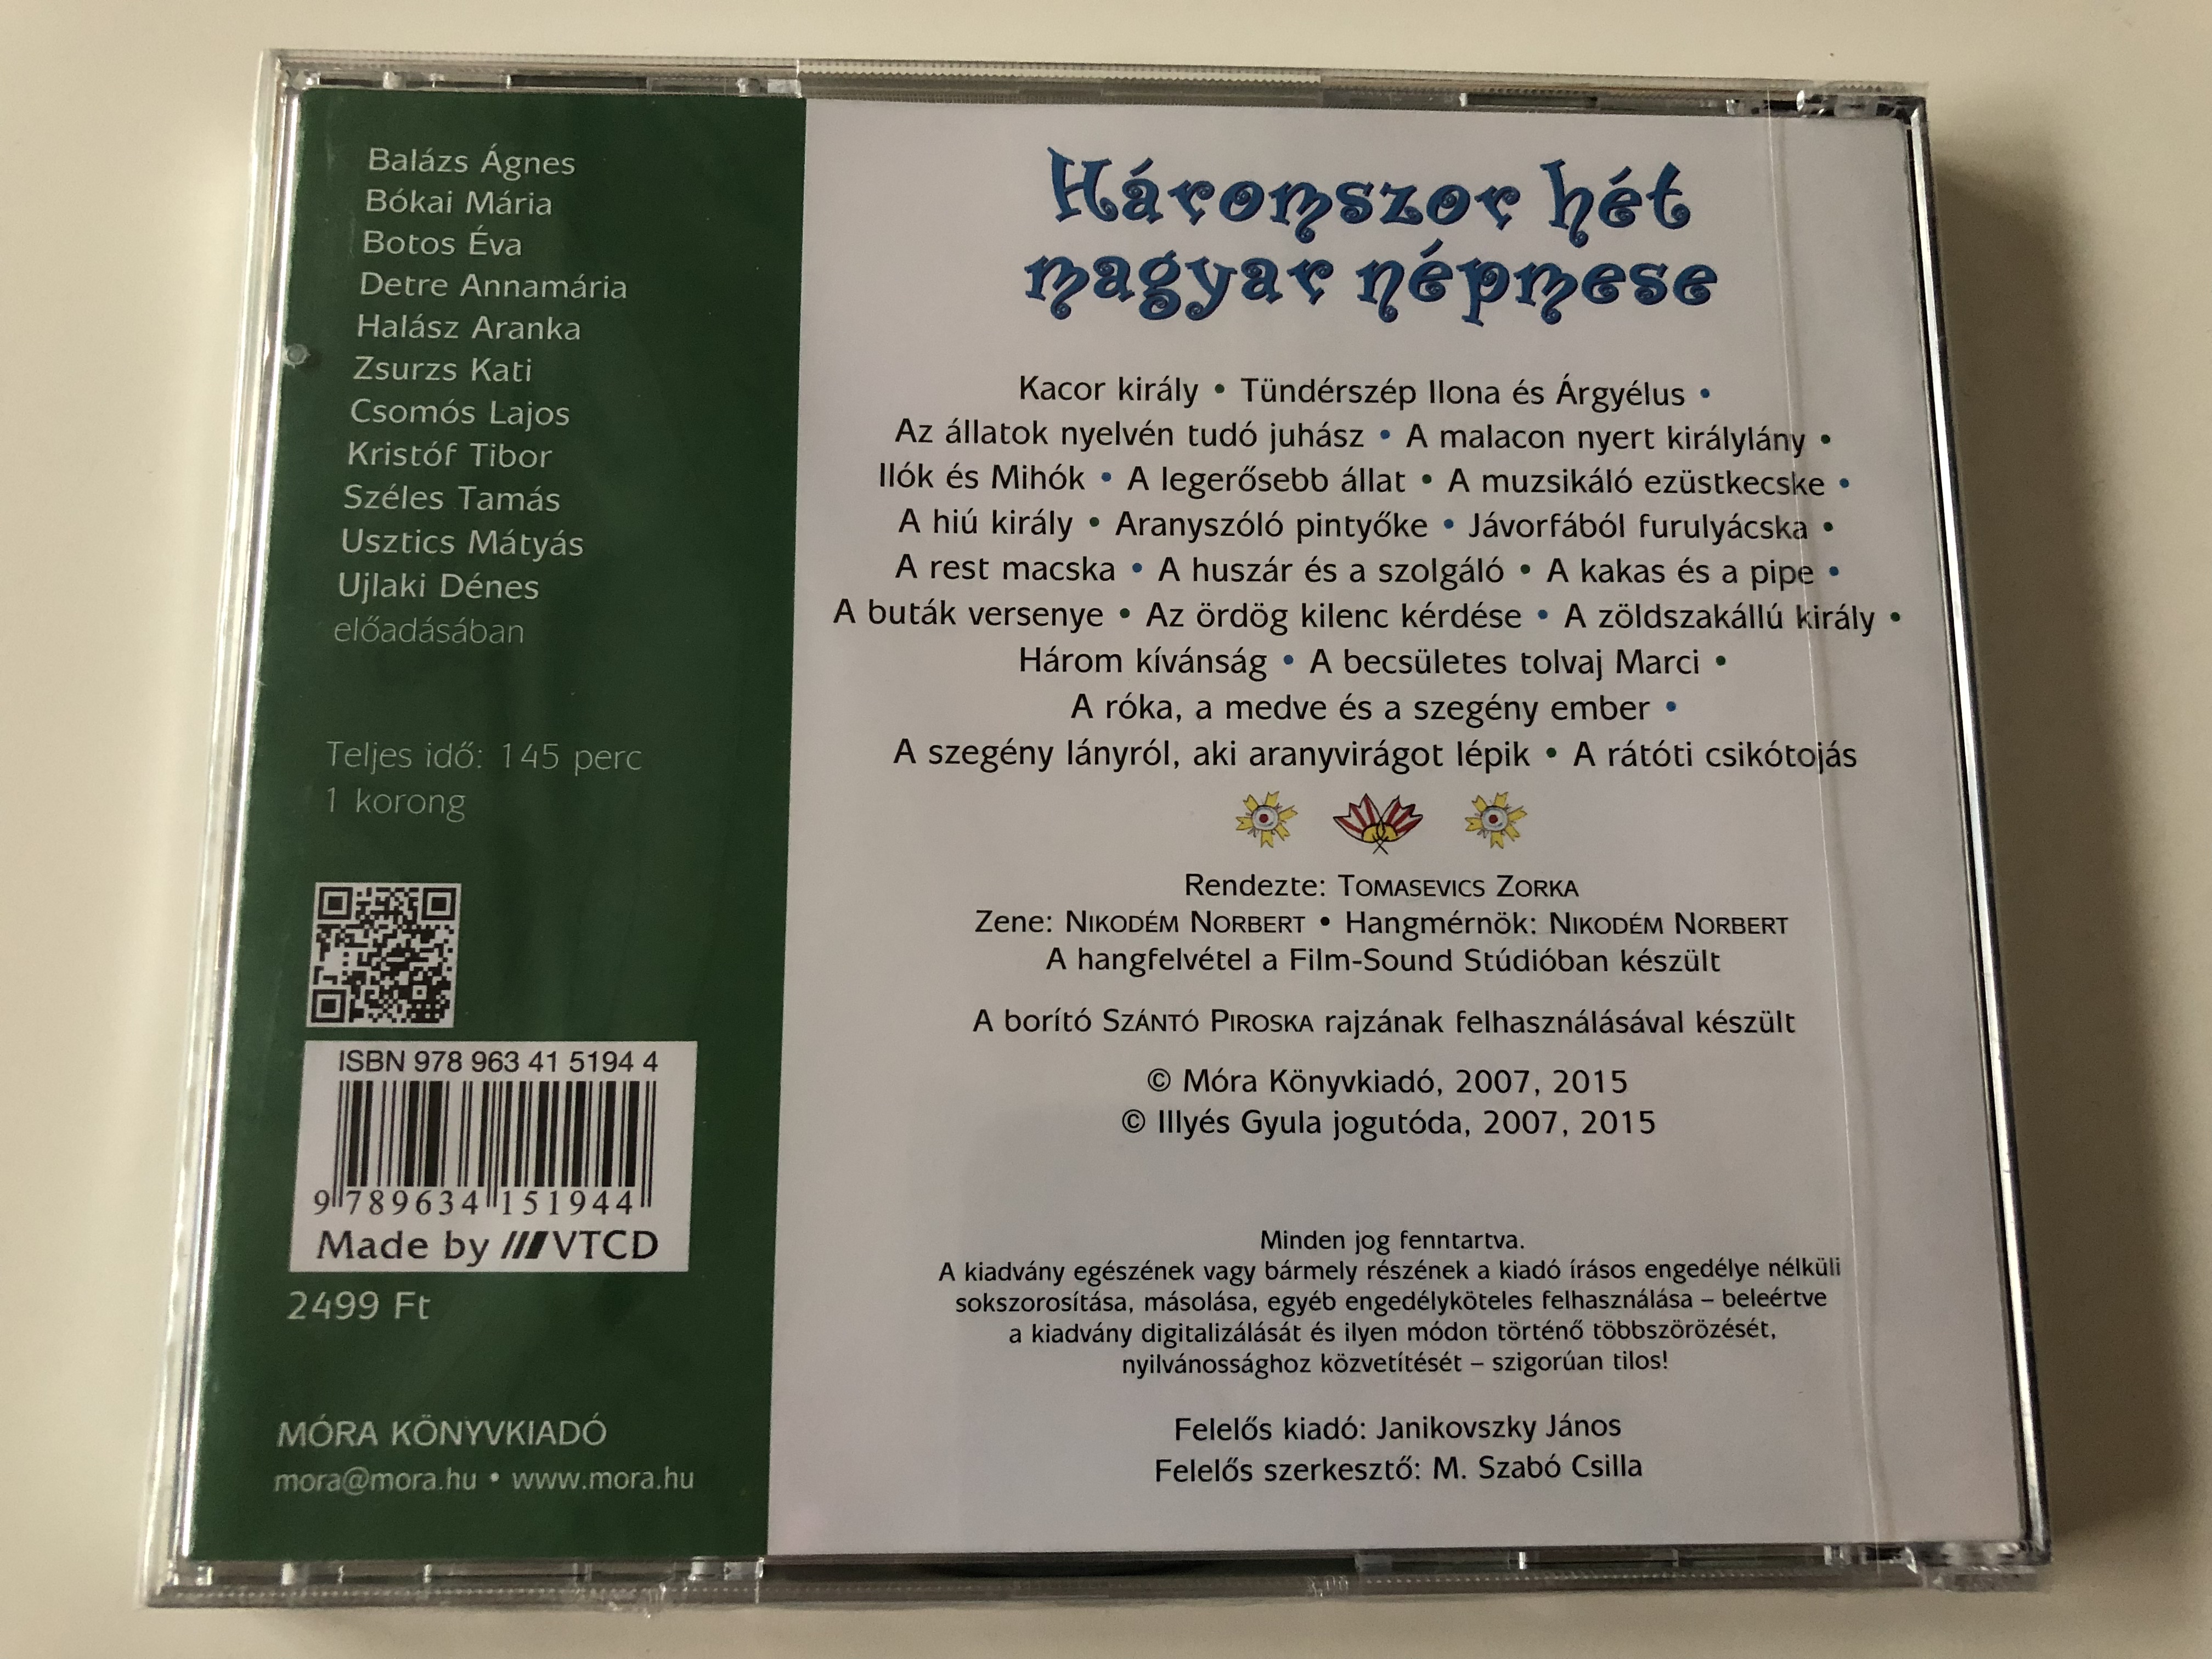 Balázs Ágnes
Bókai Mária
Botos Éva
Detre Annamária
Halász Aranka
Zsurzs Kati
Csomós Lajos
Kristóf Tibor
Széles Tamás
Usztics Mátyás
Ujlaki Dénes
előadásában
Teljes idő: 145 perc
1 korong
ISBN 978 963 41 5194 4
9 789634 151944
Made by VTCD
2499 Ft
MÓRA KÖNYVKIADÓ
mora@mora.hu • www.mora.hu
Háromszor hét
magyar népmese
Kacor király • Tündérszép Ilona és Árgyélus •
Az állatok nyelvén tudó juhász • A malacon nyert királylány •
Ilók és Mihók • A legerősebb állat • A muzsikáló ezüstkecske •
A hiú király • Aranyszóló pintyőke • Jávorfából furulyácska •
A rest macska • A huszár és a szolgáló • A kakas és a pipe •
A buták versenye • Az ördög kilenc kérdése • A zöldszakállú király •
Három kívánság • A becsületes tolvaj Marci •
A róka, a medve és a szegény ember •
A szegény lányról, aki aranyvirágot lépik • A rátóti csikótojás
Rendezte: TOMASEVICS ZORKA
Zene: NIKODÉM NORBERT • Hangmérnök: NIKODÉM NORBERT
A hangfelvétel a Film-Sound Stúdióban készült
A borító SZÁNTÓ PIROSKA rajzának felhasználásával készült
© Móra Könyvkiadó, 2007, 2015
© Illyés Gyula jogutóda, 2007, 2015
Minden jog fenntartva.
A kiadvány egészének vagy bármely részének a kiadó írásos engedélye nélküli
sokszorosítása, másolása, egyéb engedélyköteles felhasználása – beleértve
a kiadvány digitalizálását és ilyen módon történő többszörözését,
nyilvánossághoz közvetítését – szigorúan tilos!
Felelős kiadó: Janikovszky János
Felelős szerkesztő: M. Szabó Csilla